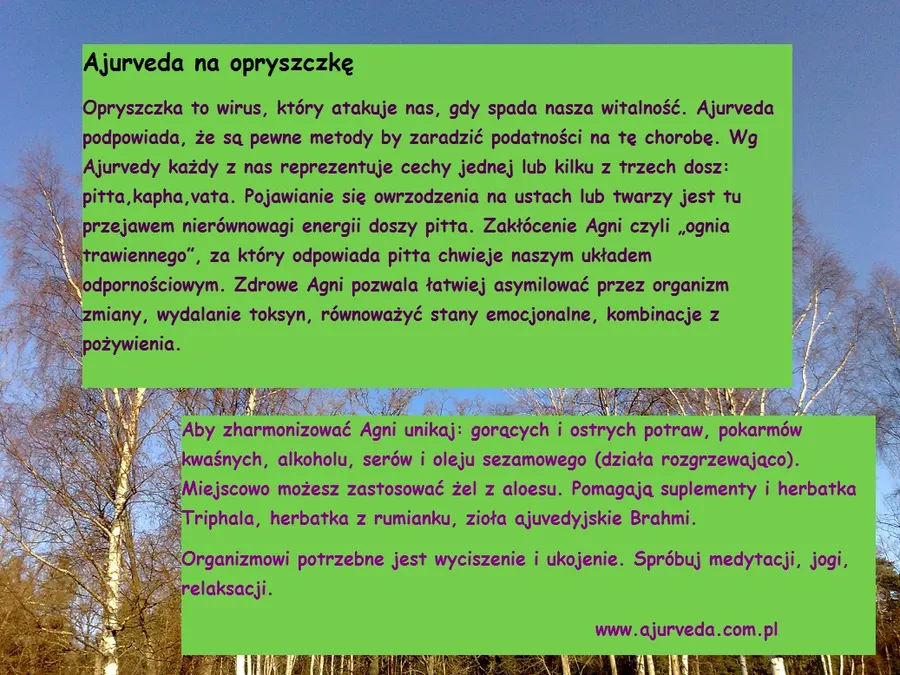 Ajurveda na opryszczkę
Opryszczka to wirus, który atakuje nas, gdy spada nasza witalność. Ajurveda
podpowiada, że są pewne metody by zaradzić podatności na tę chorobę. Wg
Ajurvedy każdy z nas reprezentuje cechy jednej lub kilku z trzech dosz:
pitta,kapha,vata. Pojawianie się owrzodzenia na ustach lub twarzy jest tu
przejawem nierównowagi energii doszy pitta. Zakłócenie Agni czyli „ognia
trawiennego”, za który odpowiada pitta chwieje naszym układem
odpornościowym. Zdrowe Agni pozwala łatwiej asymilować przez organizm
zmiany, wydalanie toksyn, równoważyć stany emocjonalne, kombinacje z
pożywienia.
Aby zharmonizować Agni unikaj: gorących i ostrych potraw, pokarmów
kwaśnych, alkoholu, serów i oleju sezamowego (działa rozgrzewająco).
Miejscowo możesz zastosować żel z aloesu. Pomagają suplementy i herbatka
Triphala, herbatka z rumianku, zioła ajuvedyjskie Brahmi.
Organizmowi potrzebne jest wyciszenie i ukojenie. Spróbuj medytacji, jogi,
relaksacji.
www.ajurveda.com.pl